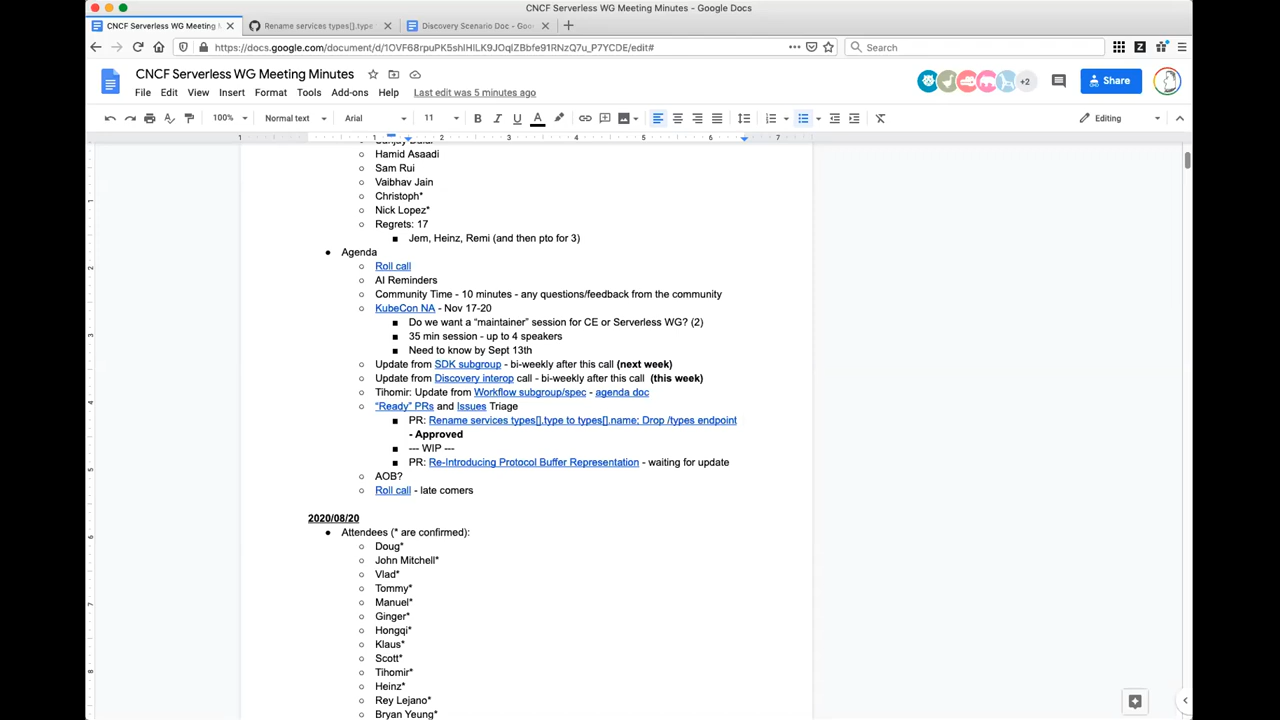 CNCF Serverless WG Meeting Minutes - Google Docs
CNCF Serverless WG Meeting M
Rename services types[].type
Discovery Scenario Doc - Google
https://docs.google.com/document/d/1OVF68rpuPK5shIHILK9JOqlZBbfe91RNzQ7u_P7YCDE/edit#
Search
CNCF Serverless WG Meeting Minutes
+2
Share
File Edit View Insert Format Tools Add-ons Help Last edit was 5 minutes ago
100% Normal text Arial 11 Editing
1 1 2 3 4 5 6 7
Hamid Asaadi
Sam Rui
Vaibhav Jain
Christoph*
Nick Lopez*
Regrets: 17
Jem, Heinz, Remi (and then pto for 3)
Agenda
Roll call
AI Reminders
Community Time - 10 minutes - any questions/feedback from the community
KubeCon NA - Nov 17-20
Do we want a “maintainer” session for CE or Serverless WG? (2)
35 min session - up to 4 speakers
Need to know by Sept 13th
Update from SDK subgroup - bi-weekly after this call (next week)
Update from Discovery interop call - bi-weekly after this call (this week)
Tihomir: Update from Workflow subgroup/spec - agenda doc
“Ready” PRs and Issues Triage
PR: Rename services types[].type to types[].name; Drop /types endpoint
- Approved
--- WIP ---
PR: Re-Introducing Protocol Buffer Representation - waiting for update
AOB?
Roll call - late comers
2020/08/20
Attendees (* are confirmed):
Doug*
John Mitchell*
Vlad*
Tommy*
Manuel*
Ginger*
Hongqi*
Klaus*
Scott*
Tihomir*
Heinz*
Rey Lejano*
Bryan Yeung*